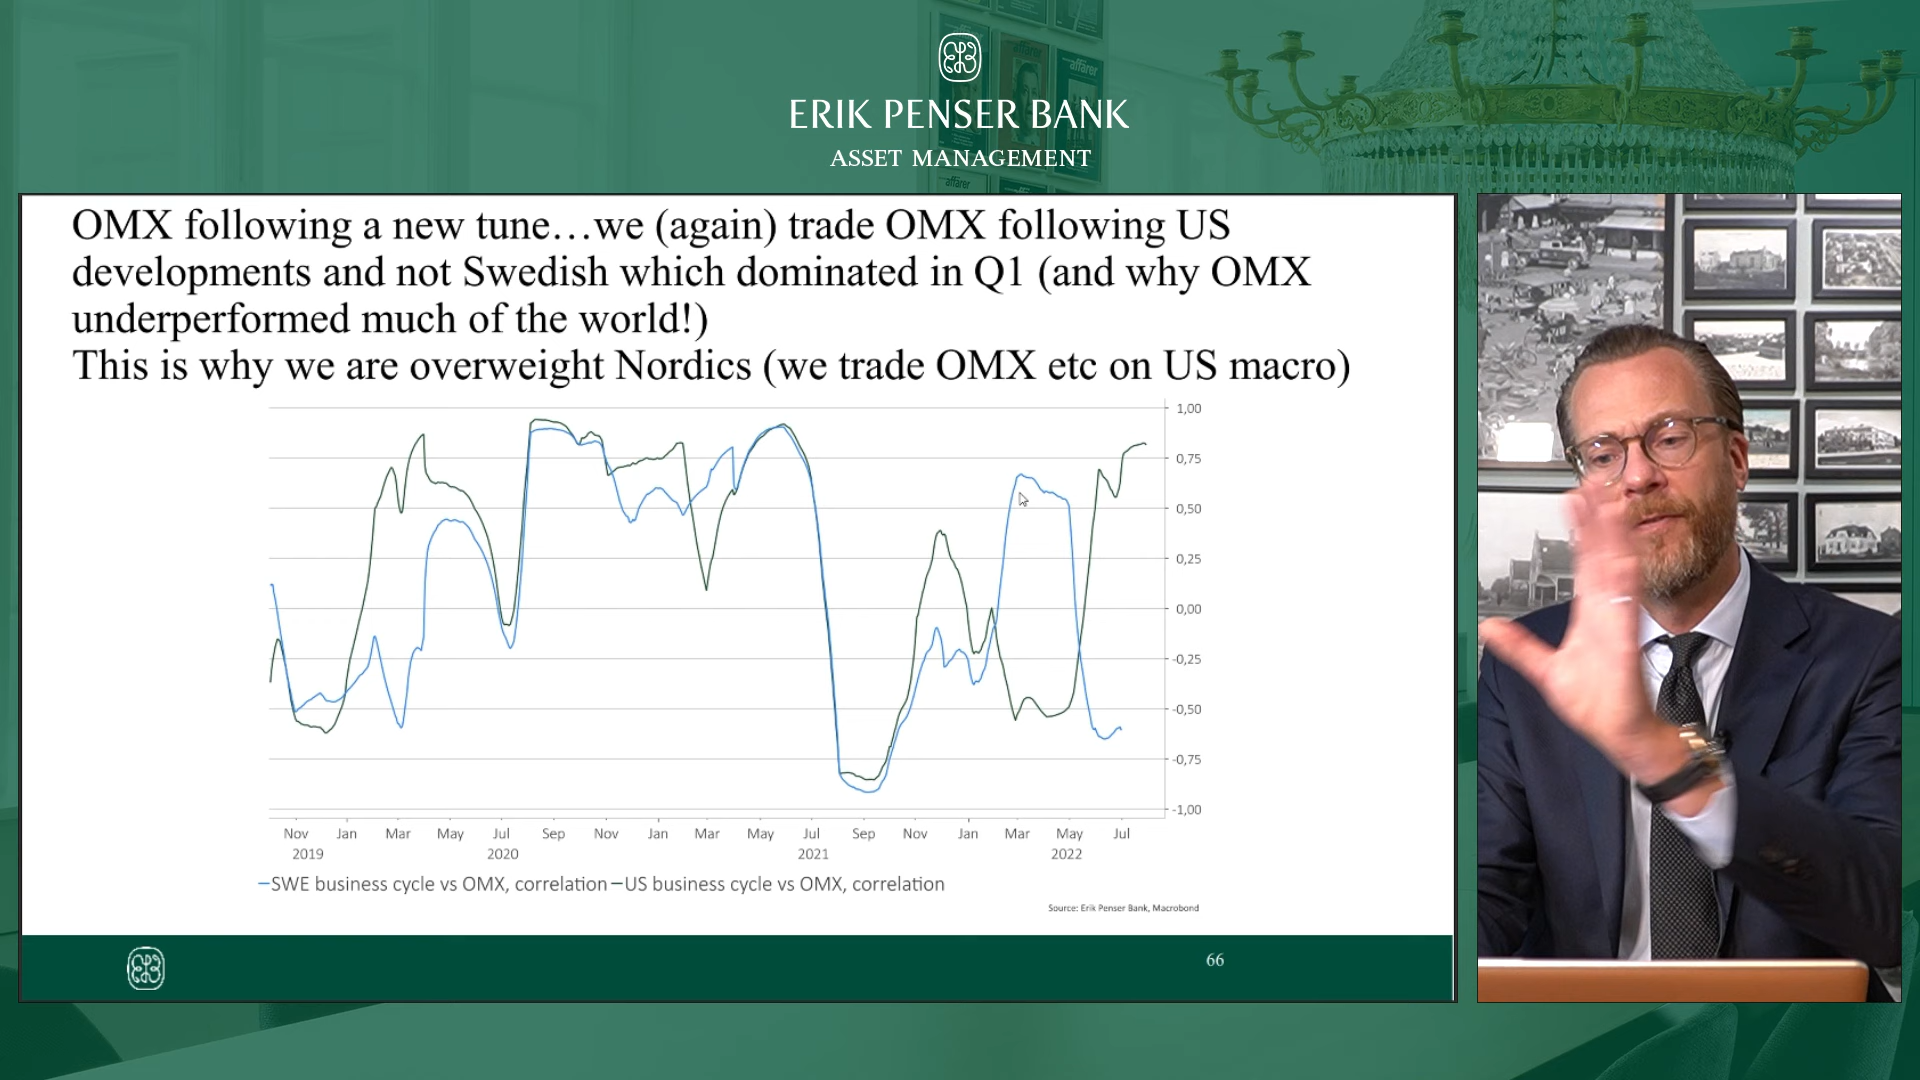 affärer
affärer
affärer
ERIK PENSER BANK
ASSET MANAGEMENT
OMX following a new tune…we (again) trade OMX following US
developments and not Swedish which dominated in Q1 (and why OMX
underperformed much of the world!)
This is why we are overweight Nordics (we trade OMX etc on US macro)
1,00
0,75
0,50
0,25
0,00
-0,25
-0,50
-0,75
-1,00
Nov Jan Mar May Jul Sep Nov Jan Mar May Jul Sep Nov Jan Mar May Jul
2019 2020 2021 2022
SWE business cycle vs OMX, correlation US business cycle vs OMX, correlation
Source: Erik Penser Bank, Macrobond
66